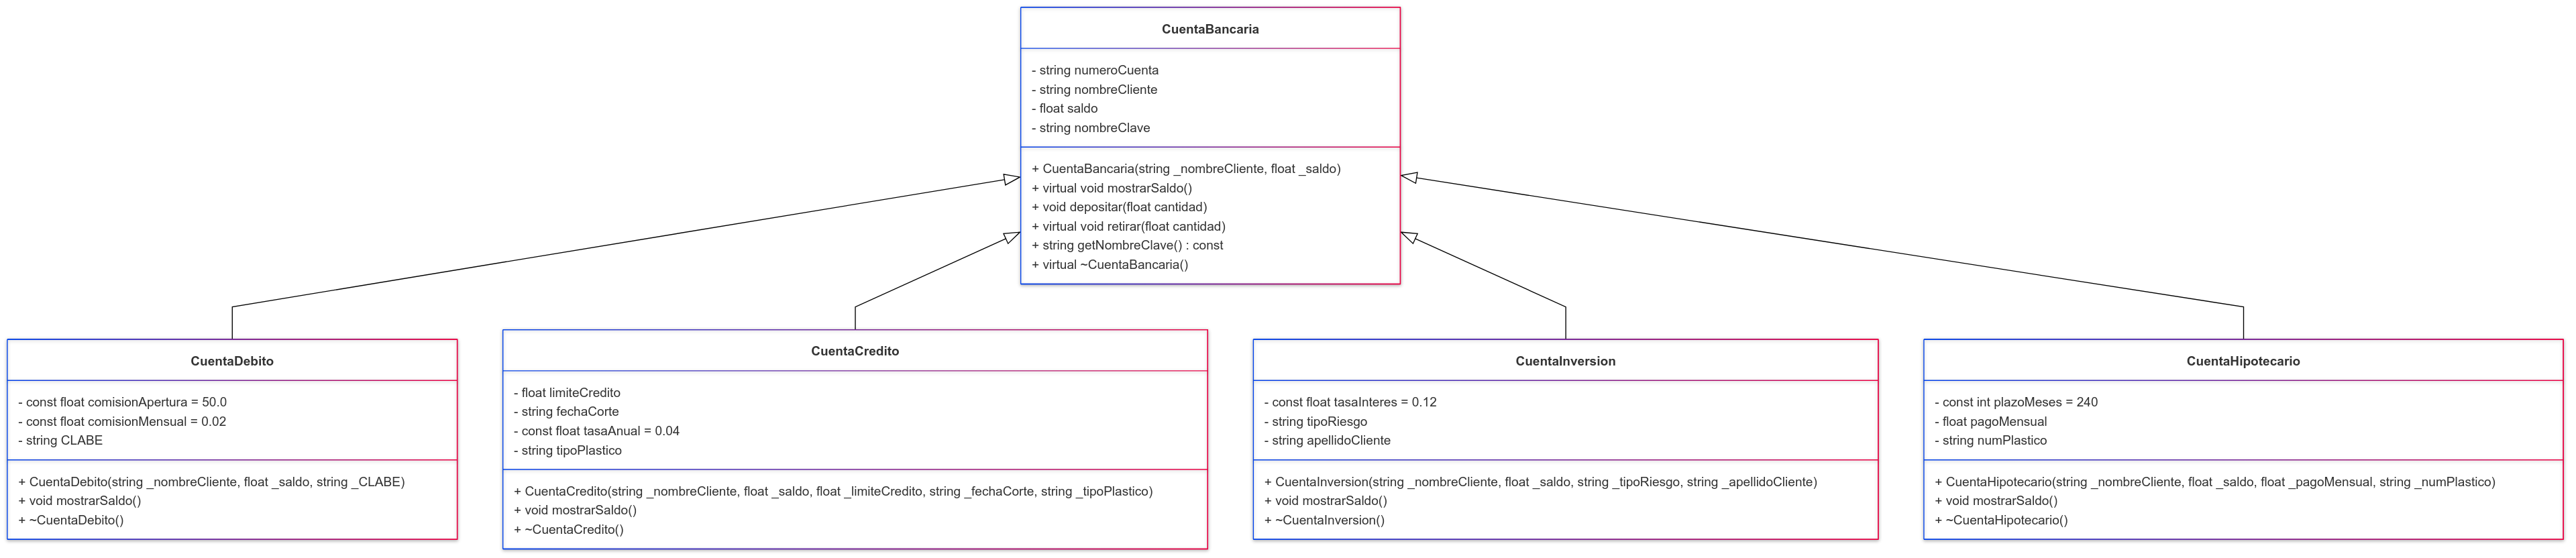 CuentaBancaria
- string numeroCuenta
- string nombreCliente
- float saldo
- string nombreClave
+ CuentaBancaria(string _nombreCliente, float _saldo)
+ virtual void mostrarSaldo()
+ void depositar(float cantidad)
+ virtual void retirar(float cantidad)
+ string getNombreClave() : const
+ virtual ~CuentaBancaria()
CuentaDebito
- const float comisionApertura = 50.0
- const float comisionMensual = 0.02
- string CLABE
+ CuentaDebito(string _nombreCliente, float _saldo, string _CLABE)
+ void mostrarSaldo()
+ ~CuentaDebito()
CuentaCredito
- float limiteCredito
- string fechaCorte
- const float tasaAnual = 0.04
- string tipoPlastico
+ CuentaCredito(string _nombreCliente, float _saldo, float _limiteCredito, string _fechaCorte, string _tipoPlastico)
+ void mostrarSaldo()
+ ~CuentaCredito()
CuentaInversion
- const float tasaInteres = 0.12
- string tipoRiesgo
- string apellidoCliente
+ CuentaInversion(string _nombreCliente, float _saldo, string _tipoRiesgo, string _apellidoCliente)
+ void mostrarSaldo()
+ ~CuentaInversion()
CuentaHipotecario
- const int plazoMeses = 240
- float pagoMensual
- string numPlastico
+ CuentaHipotecario(string _nombreCliente, float _saldo, float _pagoMensual, string _numPlastico)
+ void mostrarSaldo()
+ ~CuentaHipotecario()